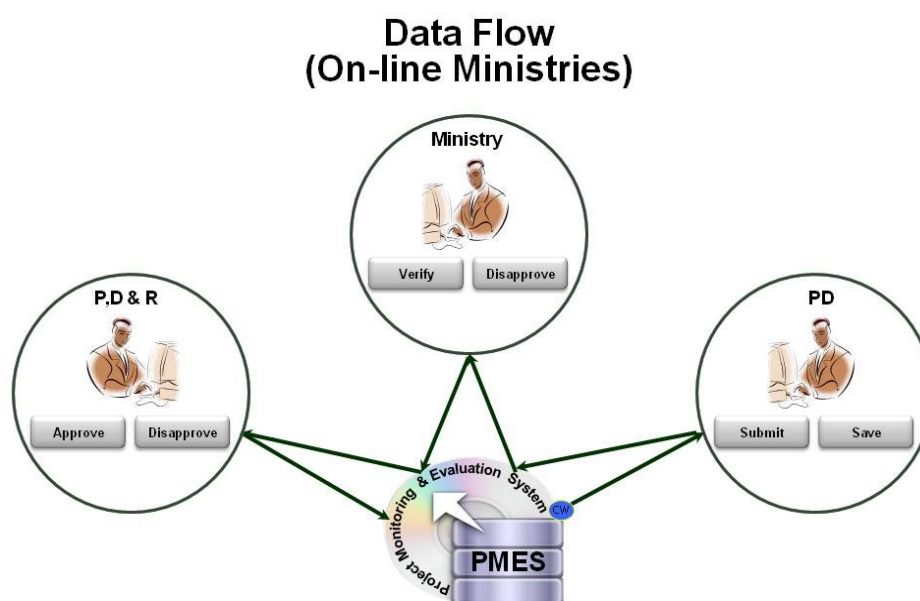 Data Flow
(On-line Ministries)
Ministry
Verify
Disapprove
P,D & R
Approve
Disapprove
PD
Submit
Save
Project Monitoring & Evaluation System
CW
PMES